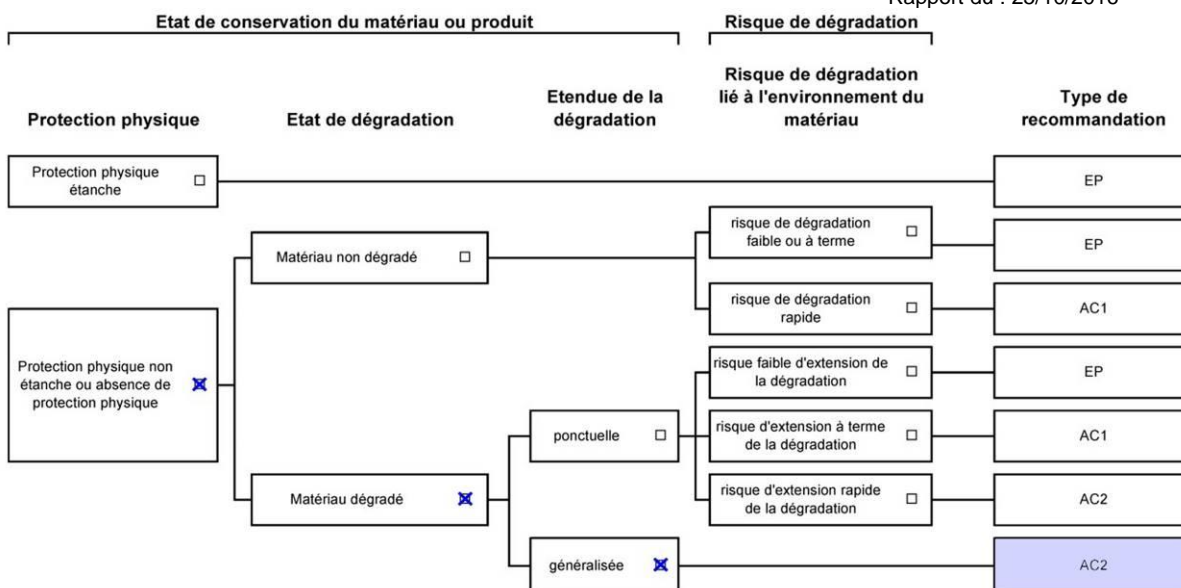 Rapport du : 25/10/2016
Etat de conservation du matériau ou produit
Risque de dégradation
Protection physique
Etat de dégradation
Etendue de la
dégradation
Risque de dégradation
lié à l'environnement du
matériau
Type de
recommandation
Protection physique
étanche
EP
risque de dégradation
faible ou à terme
EP
Matériau non dégradé
risque de dégradation
rapide
AC1
Protection physique non
étanche ou absence de
protection physique
risque faible d'extension de
la dégradation
EP
ponctuelle
risque d'extension à terme
de la dégradation
AC1
Matériau dégradé
risque d'extension rapide
de la dégradation
AC2
généralisée
AC2